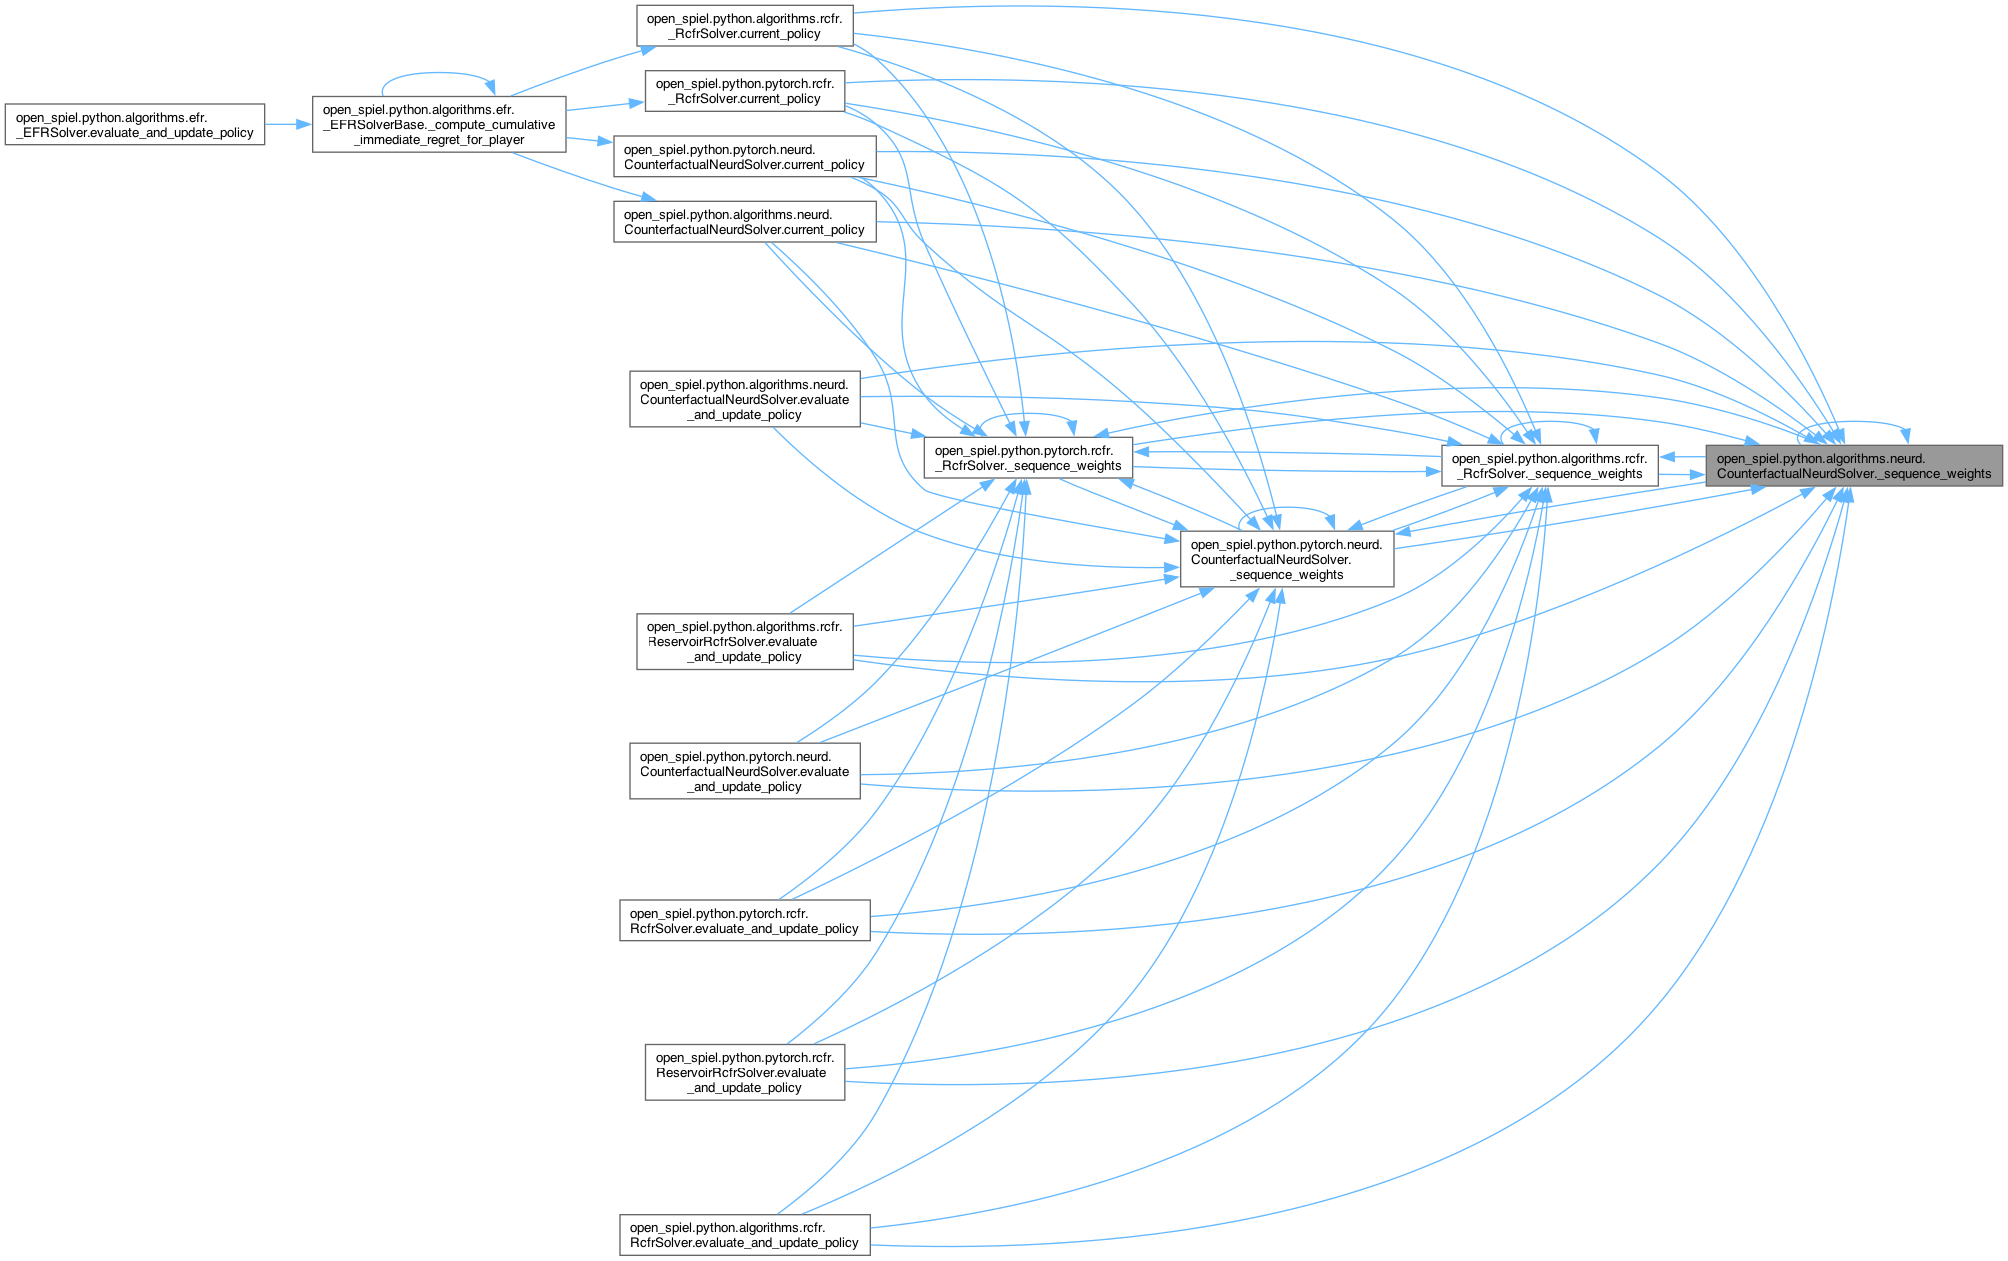 open_spiel.python.algorithms.rcfr.
_RcfrSolver.current_policy
open_spiel.python.pytorch.rcfr.
_RcfrSolver.current_policy
open_spiel.python.algorithms.efr.
_EFRSolver.evaluate_and_update_policy
open_spiel.python.algorithms.efr.
_EFRSolverBase._compute_cumulative
_immediate_regret_for_player
open_spiel.python.pytorch.neurd.
CounterfactualNeurdSolver.current_policy
open_spiel.python.algorithms.neurd.
CounterfactualNeurdSolver.current_policy
open_spiel.python.algorithms.neurd.
CounterfactualNeurdSolver.evaluate
_and_update_policy
open_spiel.python.pytorch.rcfr.
_RcfrSolver._sequence_weights
open_spiel.python.algorithms.rcfr.
_RcfrSolver._sequence_weights
open_spiel.python.algorithms.neurd.
CounterfactualNeurdSolver._sequence_weights
open_spiel.python.pytorch.neurd.
CounterfactualNeurdSolver.
_sequence_weights
open_spiel.python.algorithms.rcfr.
ReservoirRcfrSolver.evaluate
_and_update_policy
open_spiel.python.pytorch.neurd.
CounterfactualNeurdSolver.evaluate
_and_update_policy
open_spiel.python.pytorch.rcfr.
RcfrSolver.evaluate_and_update_policy
open_spiel.python.pytorch.rcfr.
ReservoirRcfrSolver.evaluate
_and_update_policy
open_spiel.python.algorithms.rcfr.
RcfrSolver.evaluate_and_update_policy